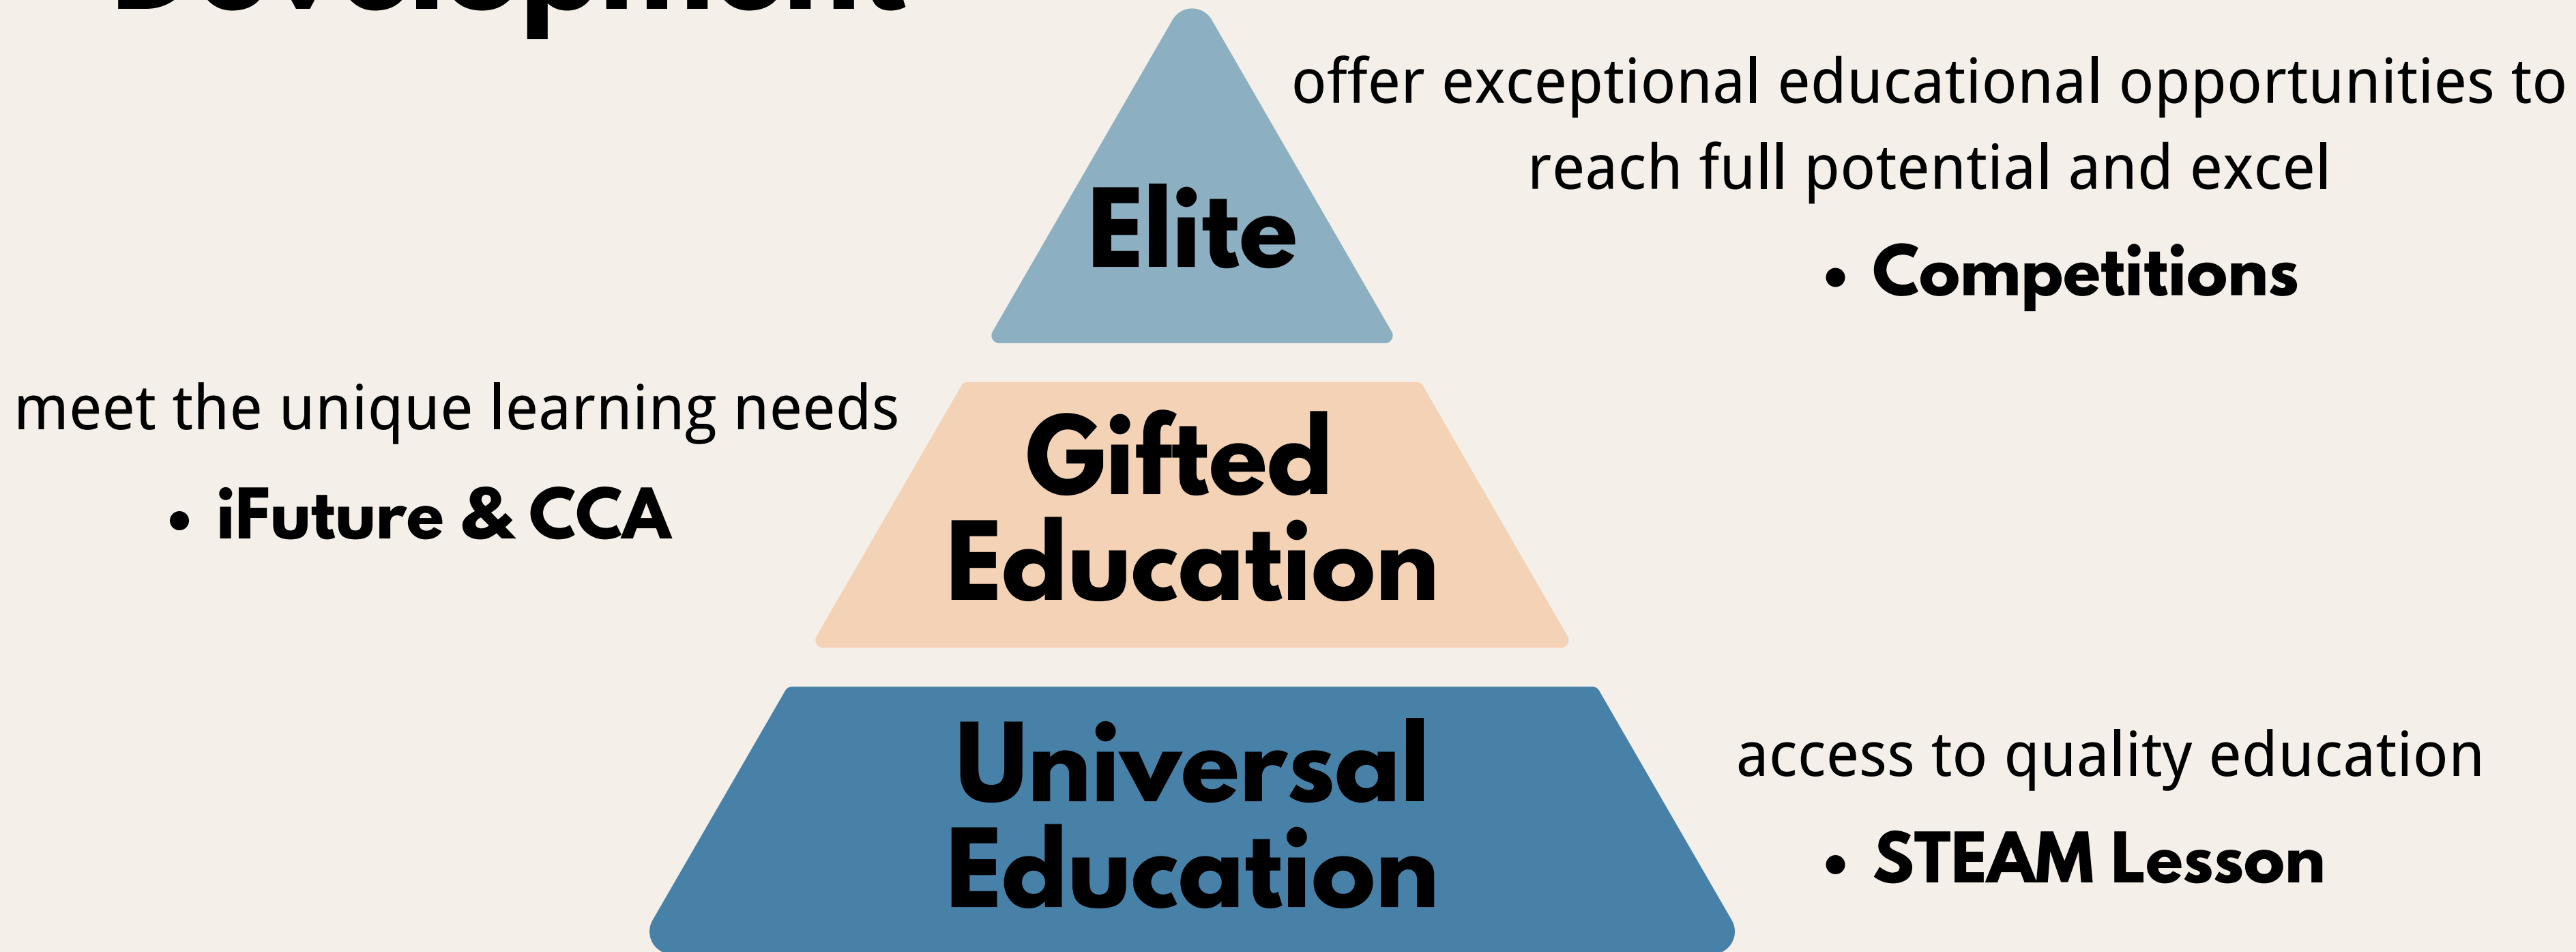 Development
offer exceptional educational opportunities to
reach full potential and excel
Elite
• Competitions
meet the unique learning needs
• iFuture & CCA
Gifted
Education
Universal
Education
access to quality education
• STEAM Lesson